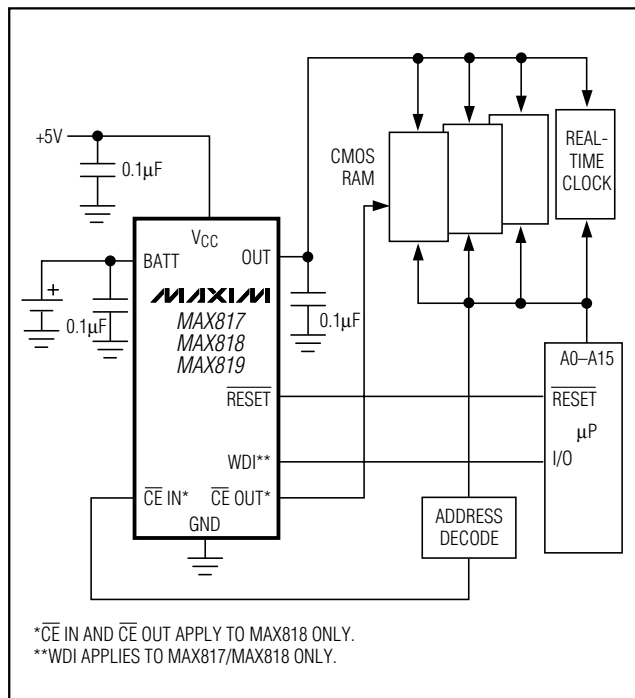 +5V
0.1µF
CMOS
RAM
REAL-
TIME
CLOCK
VCC
BATT
OUT
+
0.1µF
MAXIM
MAX817
MAX818
MAX819
0.1µF
A0–A15
RESET
RESET
µP
WDI**
I/O
CE IN*
CE OUT*
GND
ADDRESS
DECODE
*CE IN AND CE OUT APPLY TO MAX818 ONLY.
**WDI APPLIES TO MAX817/MAX818 ONLY.